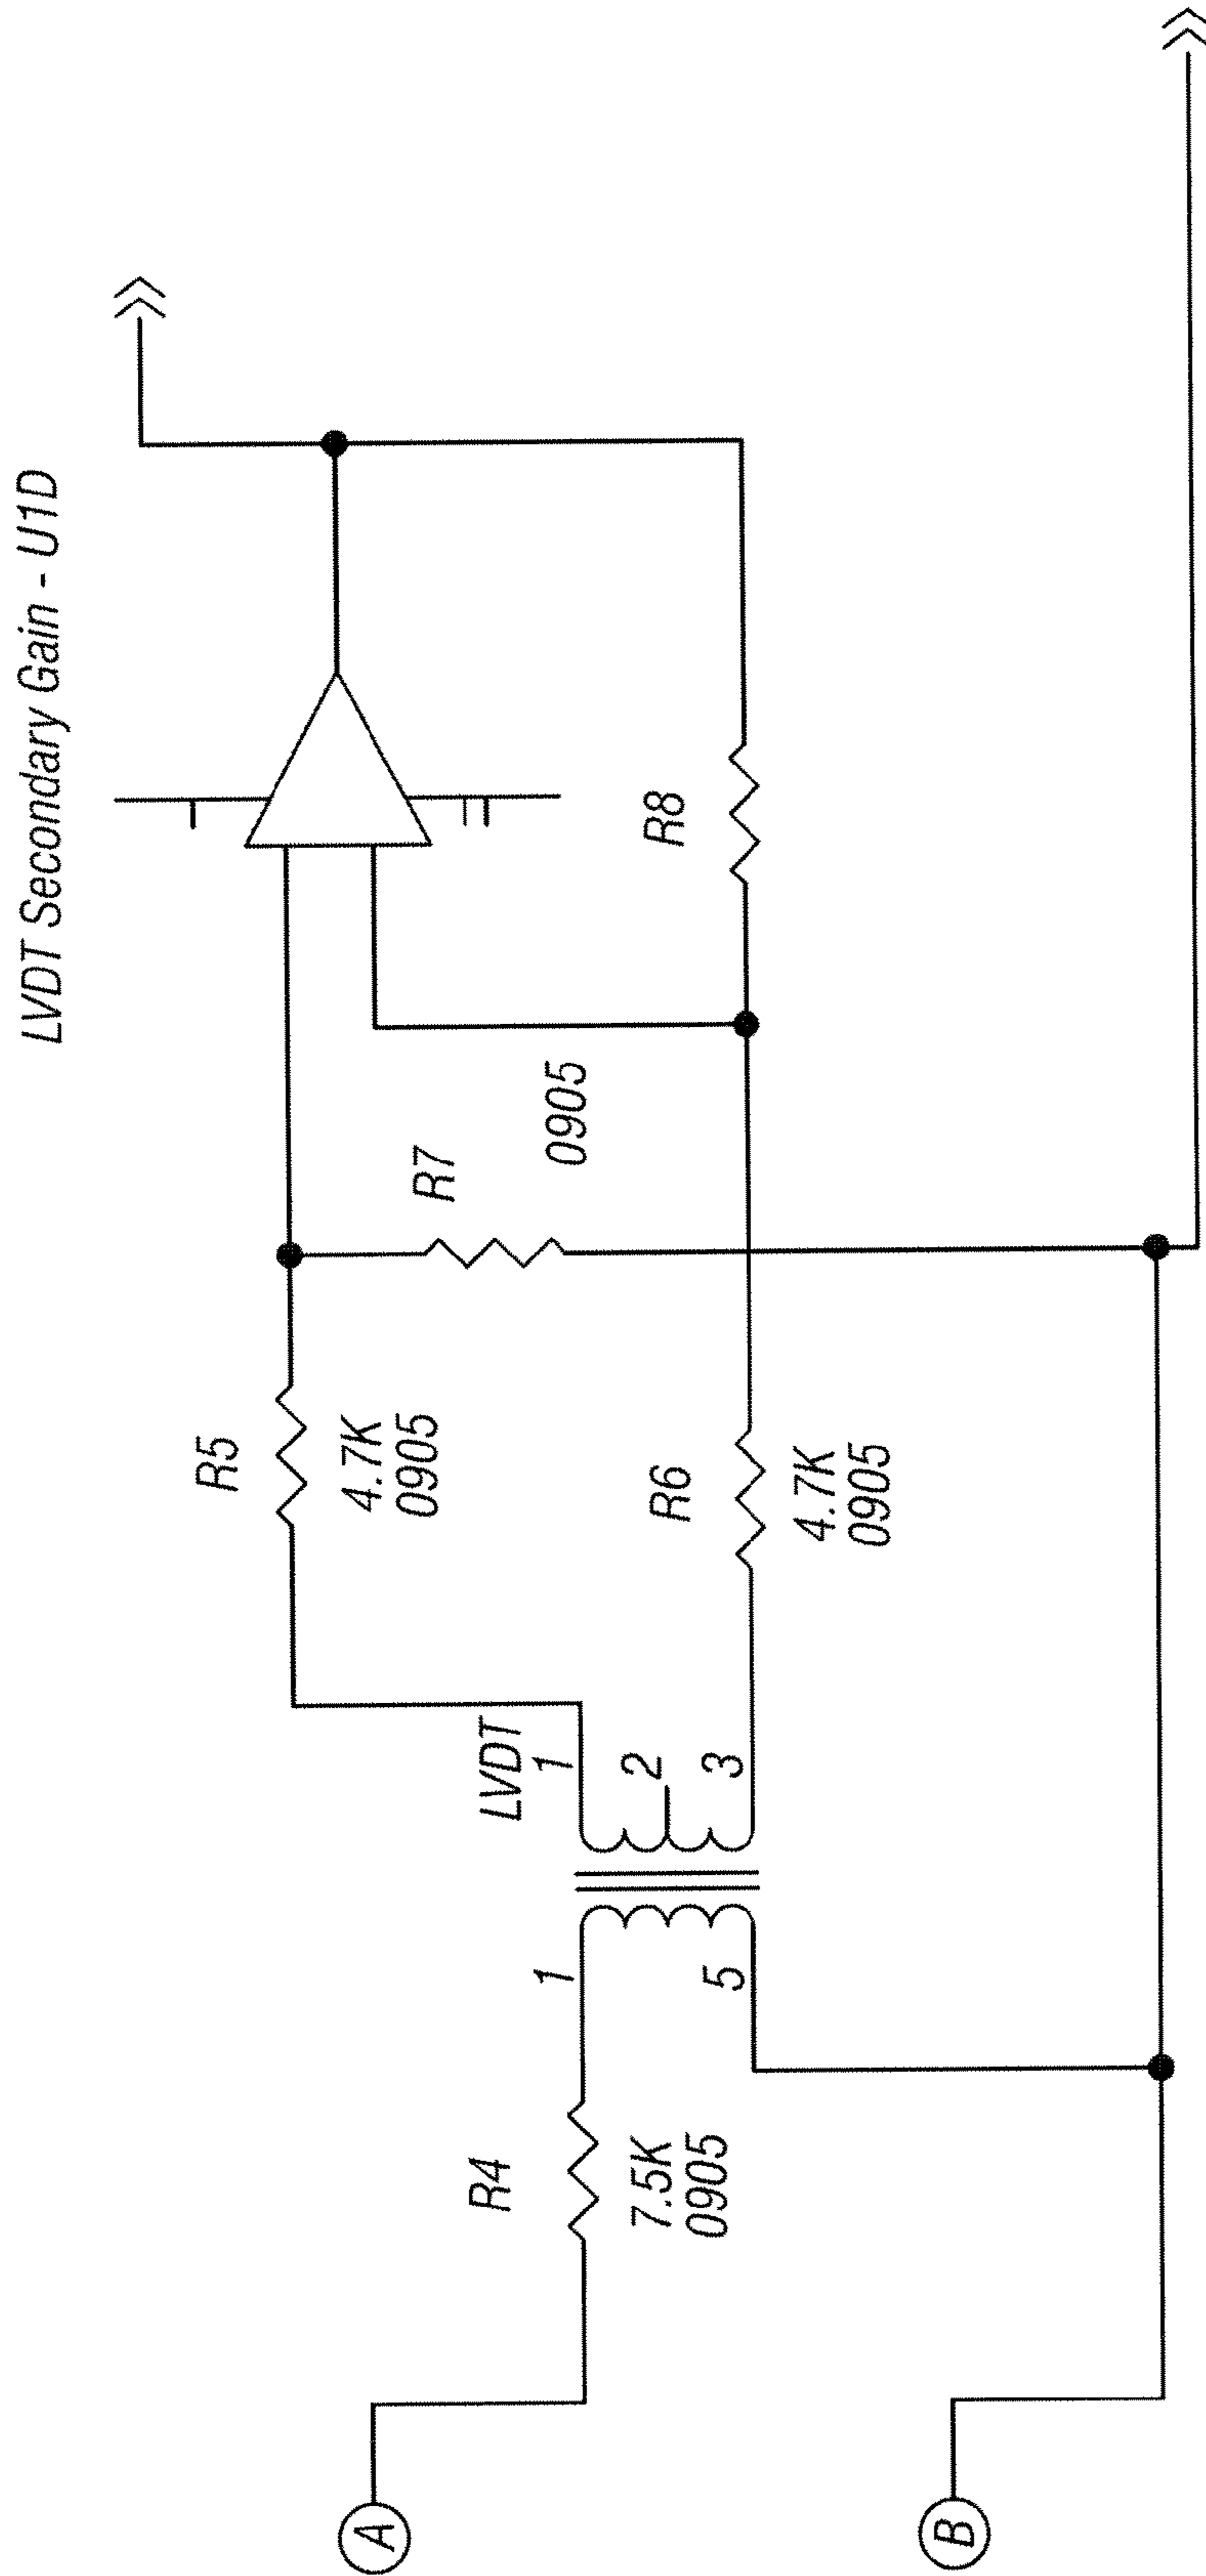 LVDT Secondary Gain - U1D
R5
4.7K
0905
R7
0905
R8
LVDT
1
2
3
R6
4.7K
0905
1
5
R4
7.5K
0905
A
B